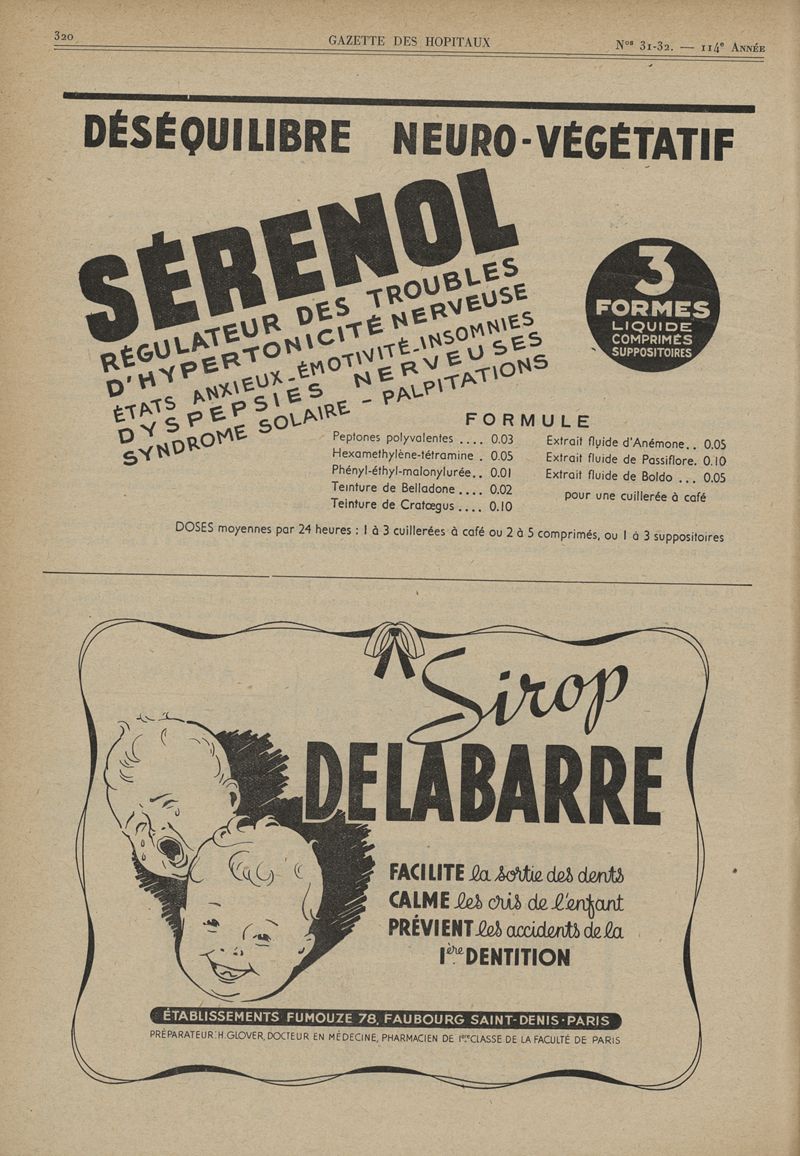 320
GAZETTE DES HOPITAUX
Nos 31-32. — 114e ANNÉE
DÉSÉQUILIBRE NEURO-VÉGÉTATIF
SÉRENOL
RÉGULATEUR DES TROUBLES
D'HYPERTONICITÉ NERVEUSE
ÉTATS ANXIEUX-ÉMOTIVITÉ-INSOMNIES
DYSPEPSIES NERVEUSES
SYNDROME SOLAIRE - PALPITATIONS
3
FORMES
LIQUIDE
COMPRIMÉS
SUPPOSITOIRES
FORMULE
Peptones polyvalentes .... 0.03
Hexamethylène-tétramine . 0.05
Phényl-éthyl-malonylurée.. 0.01
Teinture de Belladone .... 0.02
Teinture de Cratœgus .... 0.10
Extrait fluide d'Anémone.. 0.05
Extrait fluide de Passiflore. 0.10
Extrait fluide de Boldo ... 0.05
pour une cuillerée à café
DOSES moyennes par 24 heures : 1 à 3 cuillerées à café ou 2 à 5 comprimés, ou 1 à 3 suppositoires
Sirop
DELABARRE
FACILITE la sortie des dents
CALME les cris de l'enfant
PRÉVIENT les accidents de la
1ère DENTITION
ÉTABLISSEMENTS FUMOUZE 78, FAUBOURG SAINT-DENIS·PARIS
PRÉPARATEUR: H. GLOVER, DOCTEUR EN MÉDECINE, PHARMACIEN DE 1ère CLASSE DE LA FACULTÉ DE PARIS